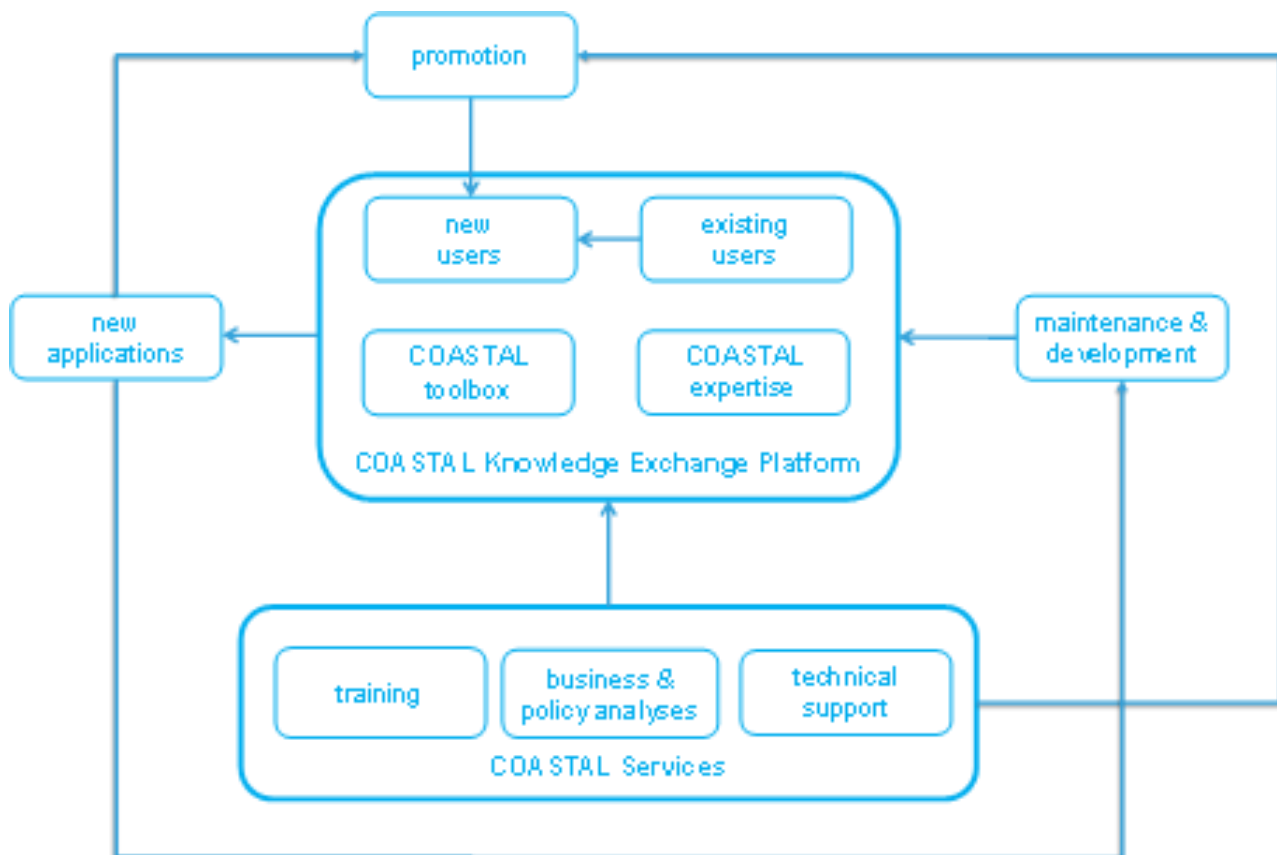 promotion
new
users
existing
users
new
applications
maintenance &
development
COASTAL
toolbox
COASTAL
expertise
COASTAL Knowledge Exchange Platform
training
business &
policy analyses
technical
support
COASTAL Services